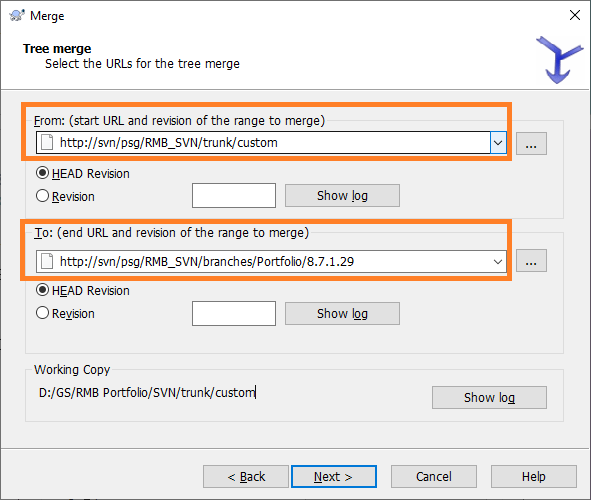 Merge
Tree merge
Select the URLs for the tree merge
From: (start URL and revision of the range to merge)
http://svn/psg/RMB_SVN/trunk/custom
...
HEAD Revision
Revision
Show log
To: (end URL and revision of the range to merge)
http://svn/psg/RMB_SVN/branches/Portfolio/8.7.1.29
...
HEAD Revision
Revision
Show log
Working Copy
D:/GS/RMB Portfolio/SVN/trunk/custom
Show log
< Back
Next >
Cancel
Help